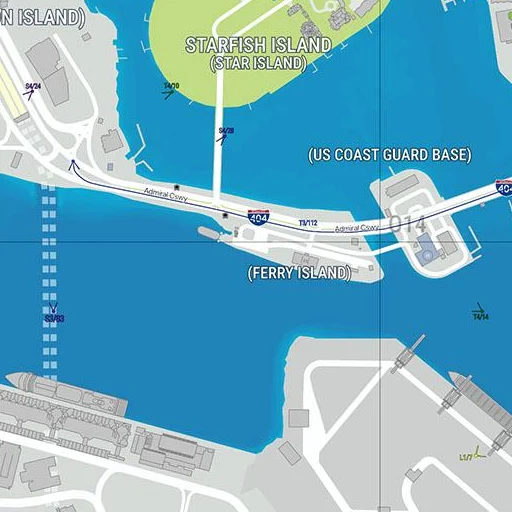 N ISLAND)
STARFISH ISLAND
(STAR ISLAND)
S4/24
T4/10
S4/28
(US COAST GUARD BASE)
Admiral Cswy
404
T3/112
Admiral Cswy
014
404
(FERRY ISLAND)
S3/83
T4/14
L1/7